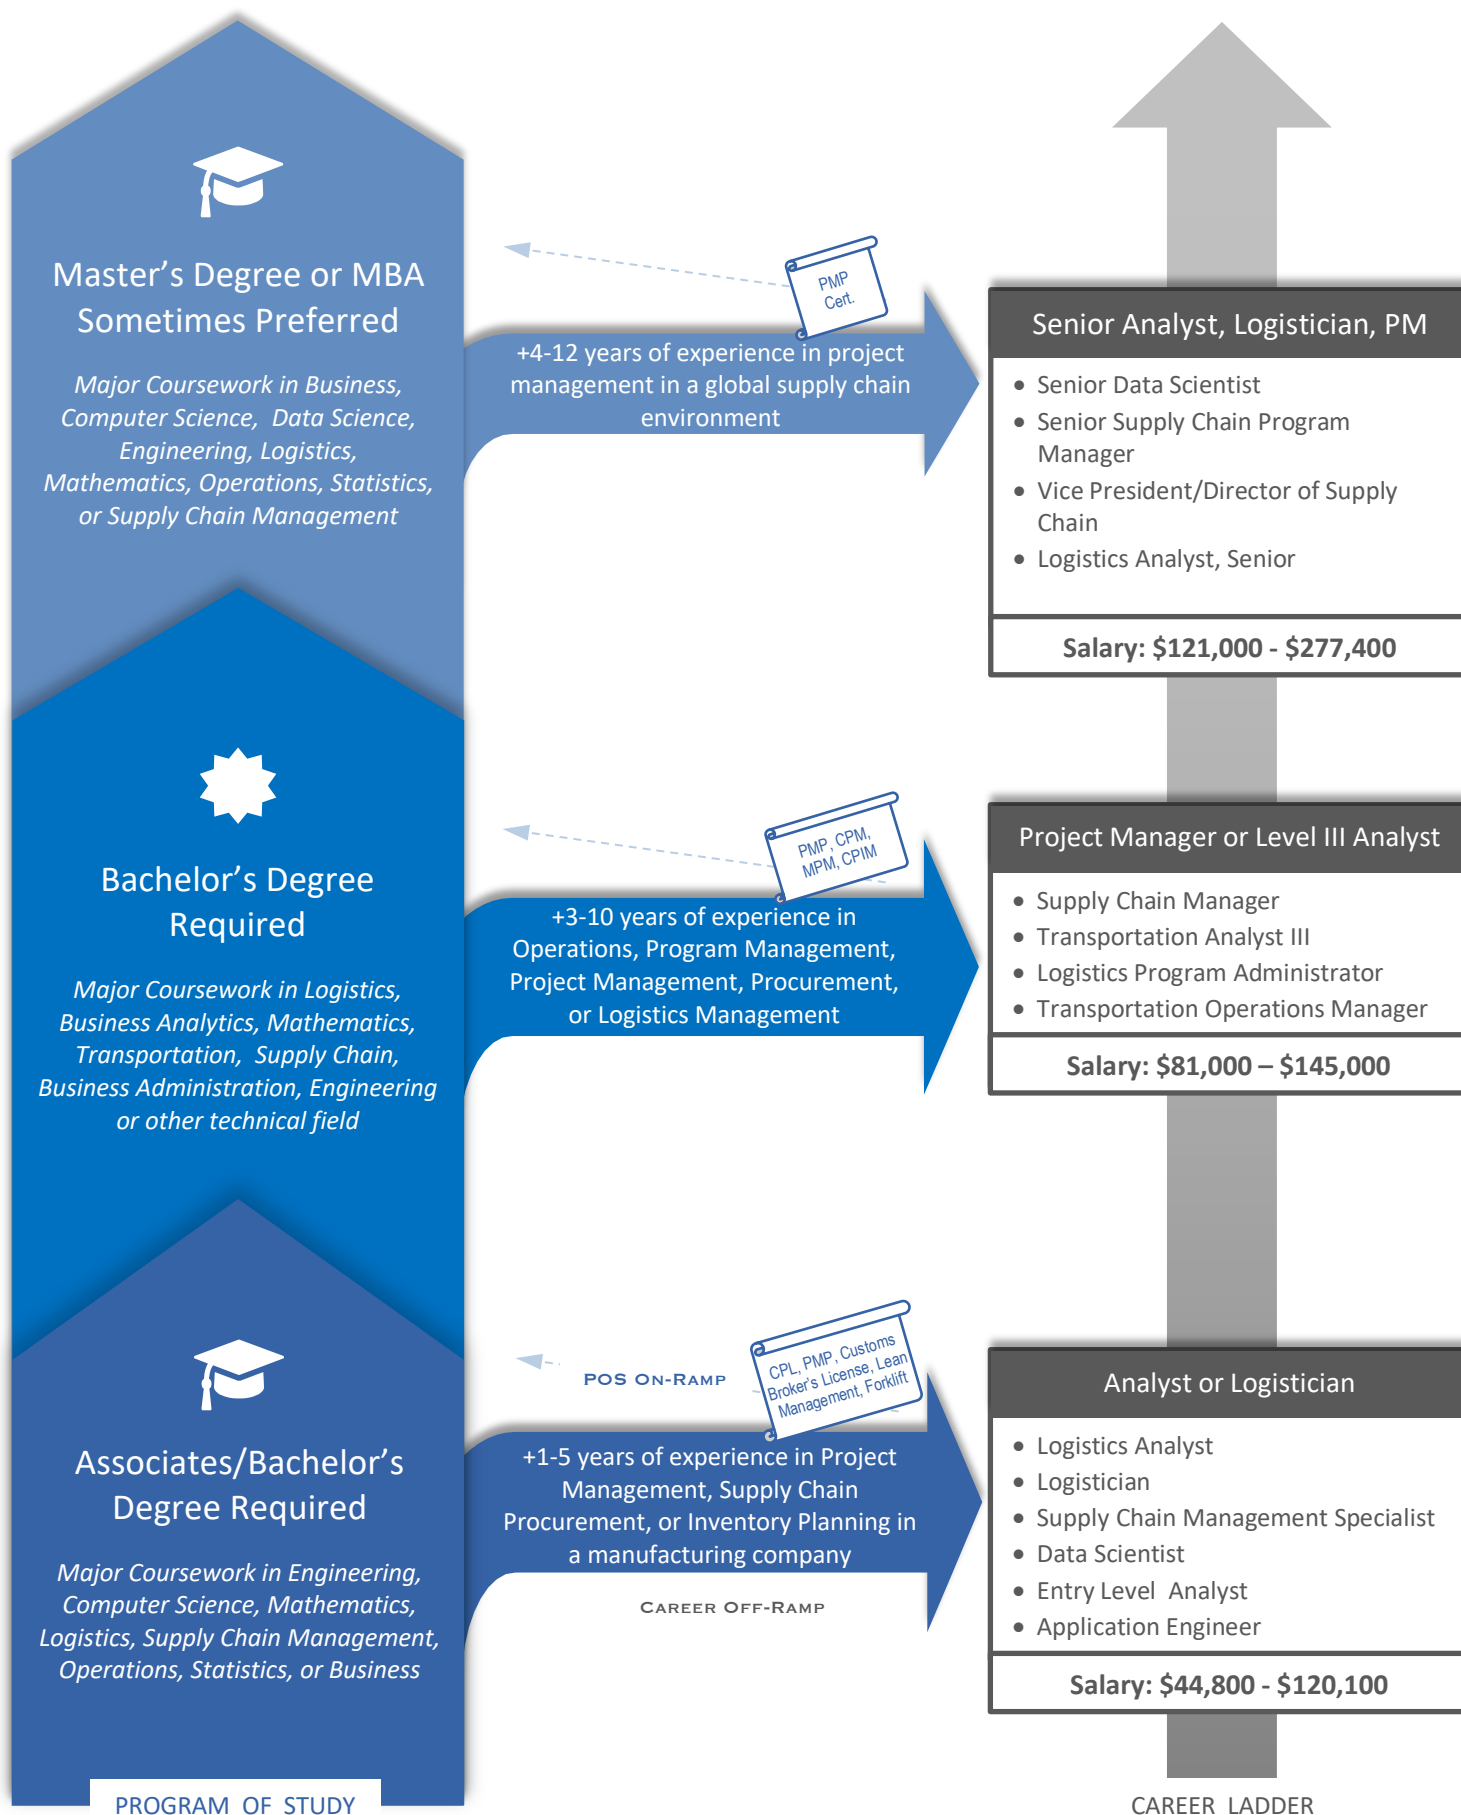 Master's Degree or MBA
Sometimes Preferred
Major Coursework in Business,
Computer Science, Data Science,
Engineering, Logistics,
Mathematics, Operations, Statistics,
or Supply Chain Management
PMP
Cert.
+4-12 years of experience in project
management in a global supply chain
environment
Senior Analyst, Logistician, PM
• Senior Data Scientist
• Senior Supply Chain Program
Manager
• Vice President/Director of Supply
Chain
• Logistics Analyst, Senior
Salary: $121,000 - $277,400
Bachelor's Degree
Required
Major Coursework in Logistics,
Business Analytics, Mathematics,
Transportation, Supply Chain,
Business Administration, Engineering
or other technical field
PMP, CPM,
MPM, CPIM
+3-10 years of experience in
Operations, Program Management,
Project Management, Procurement,
or Logistics Management
Project Manager or Level III Analyst
• Supply Chain Manager
• Transportation Analyst III
• Logistics Program Administrator
• Transportation Operations Manager
Salary: $81,000 – $145,000
Associates/Bachelor's
Degree Required
Major Coursework in Engineering,
Computer Science, Mathematics,
Logistics, Supply Chain Management,
Operations, Statistics, or Business
POS On-Ramp
CPL, PMP, Customs
Broker's License, Lean
Management, Forklift
+1-5 years of experience in Project
Management, Supply Chain
Procurement, or Inventory Planning in
a manufacturing company
Career Off-Ramp
Analyst or Logistician
• Logistics Analyst
• Logistician
• Supply Chain Management Specialist
• Data Scientist
• Entry Level Analyst
• Application Engineer
Salary: $44,800 - $120,100
PROGRAM OF STUDY
CAREER LADDER